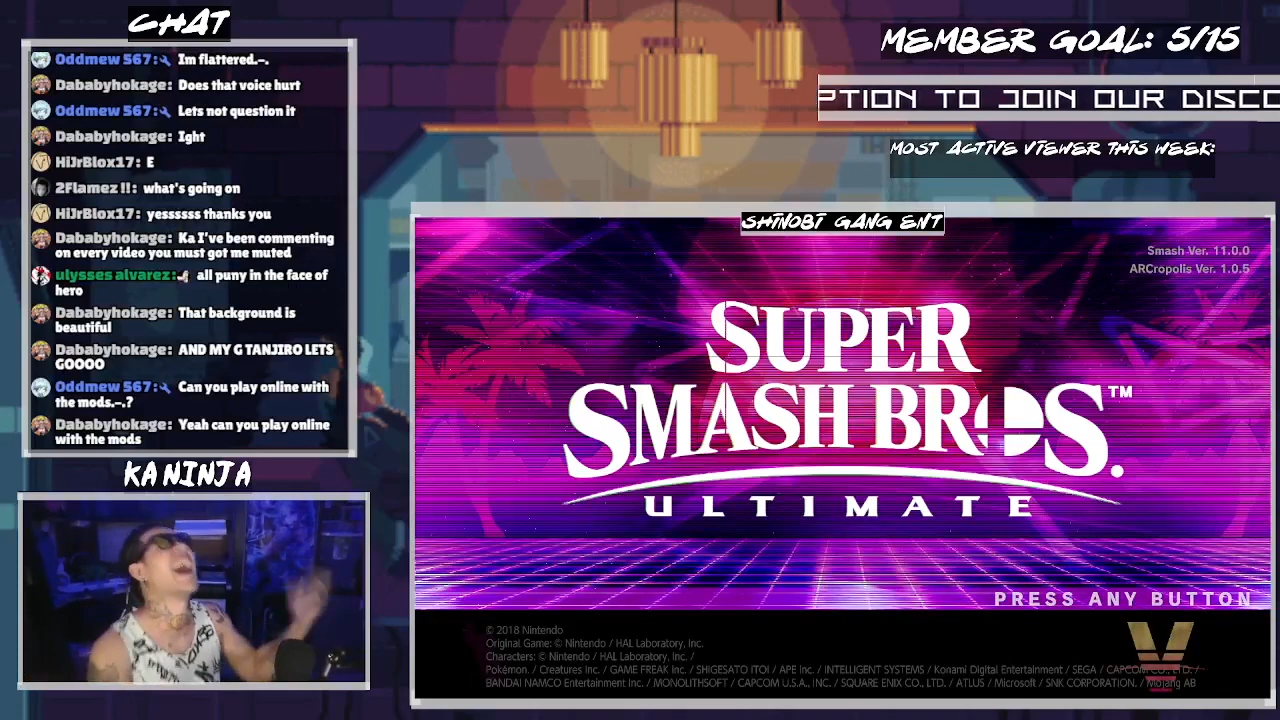 CHAT
Oddmew 567: Im flattered.-.
Dababyhokage: Does that voice hurt
Oddmew 567: Lets not question it
Dababyhokage: Ight
HiJrBlox17: E
2Flamez !!: what's going on
HiJrBlox17: yessssss thanks you
Dababyhokage: Ka I've been commenting
on every video you must got me muted
ulysses alvarez: all puny in the face of
hero
Dababyhokage: That background is
beautiful
Dababyhokage: AND MY G TANJIRO LETS
GOOOO
Oddmew 567: Can you play online with
the mods.-.?
Dababyhokage: Yeah can you play online
with the mods
KA NINJA
MEMBER GOAL: 5/15
PTION TO JOIN OUR DISCO
MOST ACTIVE VIEWER THIS WEEK:
SHINOBI GANG ENT
Smash Ver. 11.0.0
ARCropolis Ver. 1.0.5
SUPER
SMASH BROS.™
ULTIMATE
PRESS ANY BUTTON
© 2018 Nintendo
Original Game: © Nintendo / HAL Laboratory, Inc.
Characters: © Nintendo / HAL Laboratory, Inc. /
Pokémon. / Creatures Inc. / GAME FREAK Inc. / SHIGESATO ITOI / APE Inc. / INTELLIGENT SYSTEMS / Konami Digital Entertainment / SEGA / CAPCOM CO., LTD. /
BANDAI NAMCO Entertainment Inc. / MONOLITHSOFT / CAPCOM U.S.A., INC. / SQUARE ENIX CO., LTD. / ATLUS / Microsoft / SNK CORPORATION. / Mojang AB